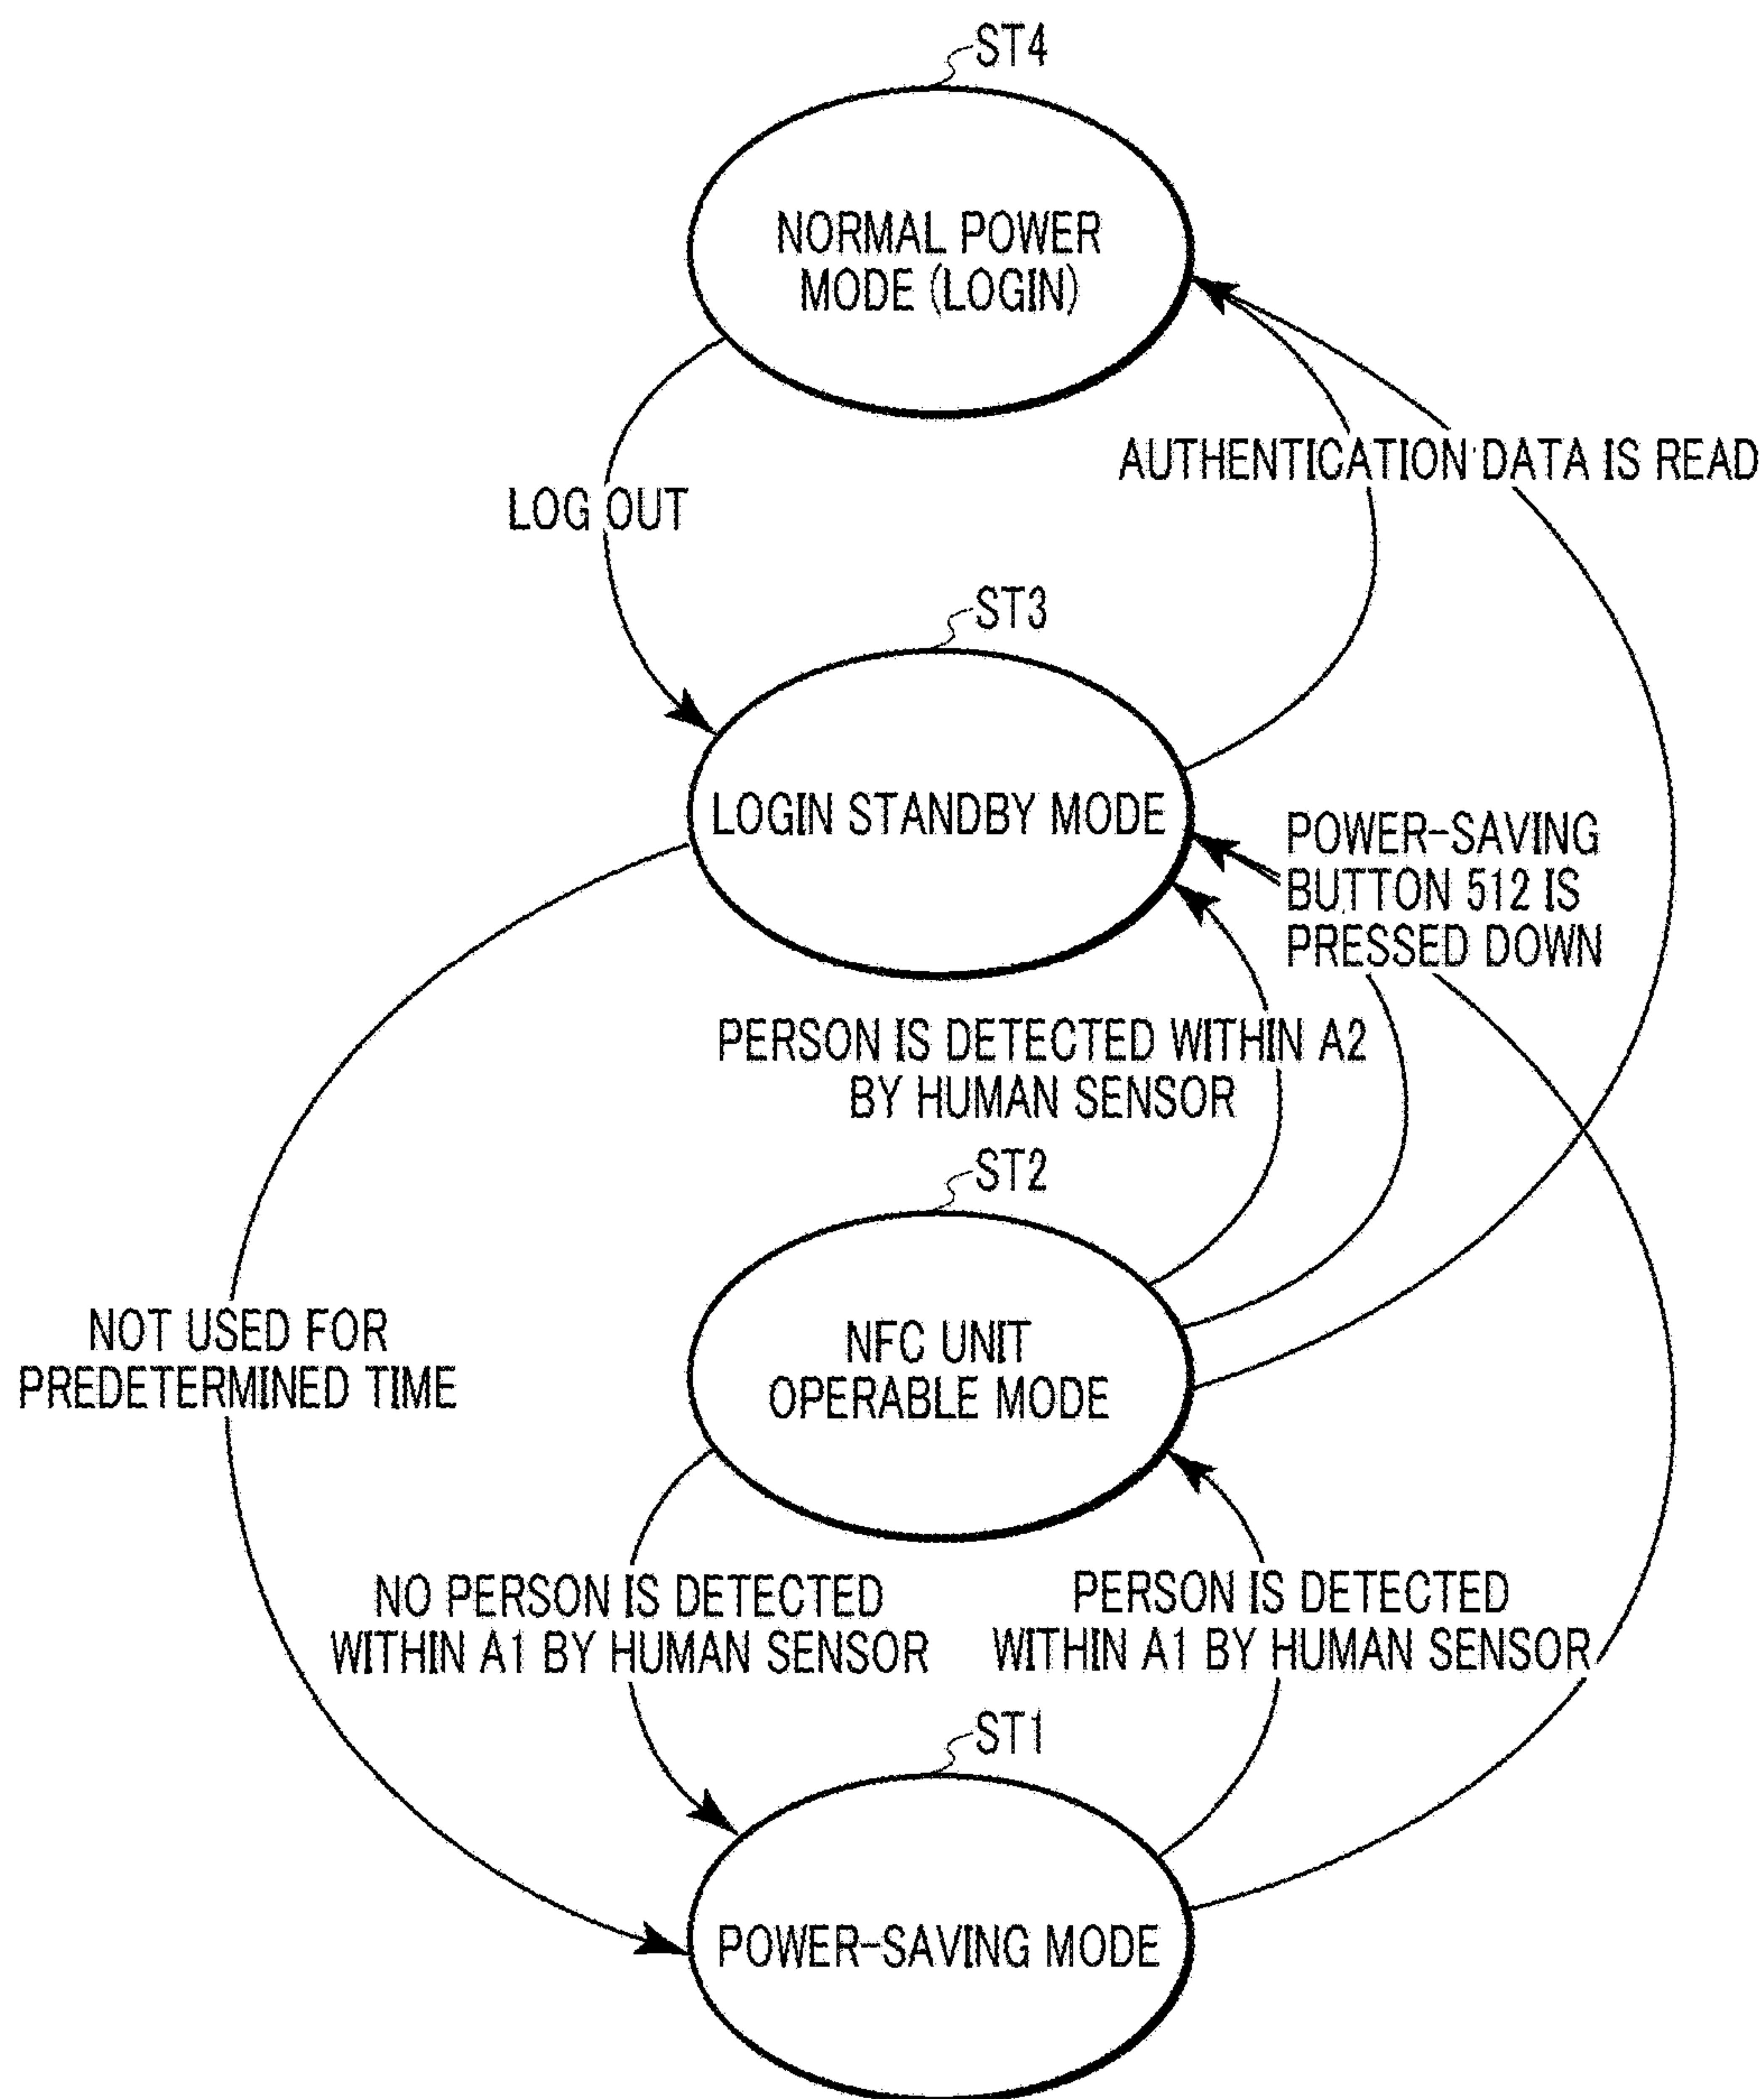 ST4
NORMAL POWER
MODE (LOGIN)
AUTHENTICATION DATA IS READ
LOG OUT
ST3
LOGIN STANDBY MODE
POWER-SAVING
BUTTON 512 IS
PRESSED DOWN
PERSON IS DETECTED WITHIN A2
BY HUMAN SENSOR
ST2
NFC UNIT
OPERABLE MODE
NOT USED FOR
PREDETERMINED TIME
NO PERSON IS DETECTED
WITHIN A1 BY HUMAN SENSOR
PERSON IS DETECTED
WITHIN A1 BY HUMAN SENSOR
ST1
POWER-SAVING MODE